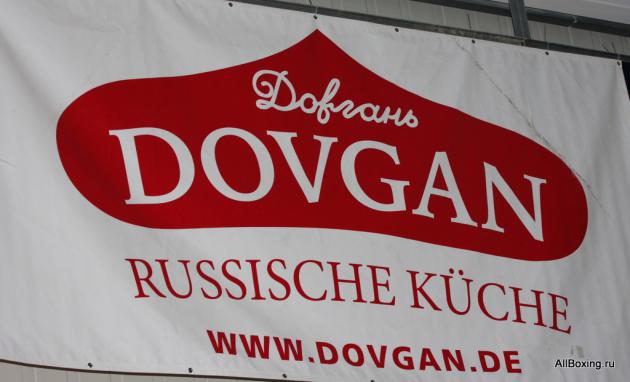 Довгань
DOVGAN
RUSSISCHE KÜCHE
WWW.DOVGAN.DE
AllBoxing.ru